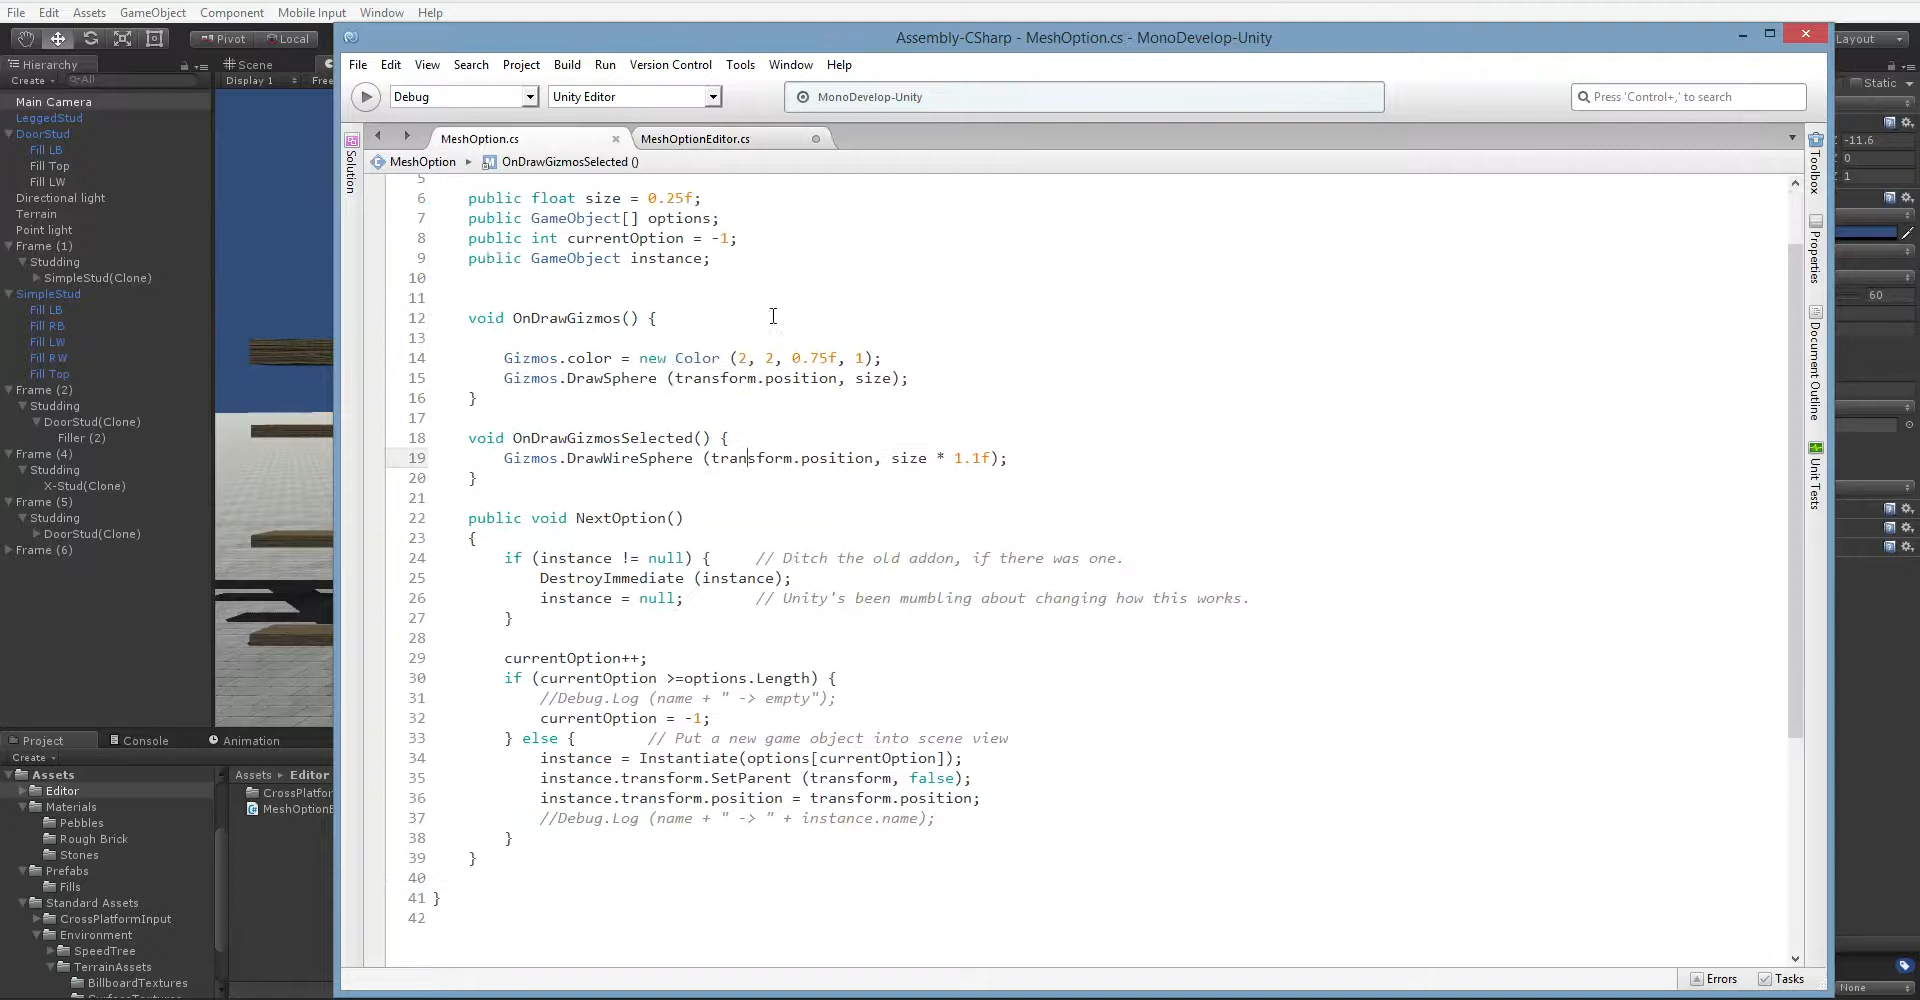 File Edit Assets GameObject Component Mobile Input Window Help
Pivot Local
Layout
Assembly-CSharp - MeshOption.cs - MonoDevelop-Unity
File Edit View Search Project Build Run Version Control Tools Window Help
Debug
Unity Editor
MonoDevelop-Unity
Press 'Control+,' to search
MeshOption.cs
MeshOptionEditor.cs
MeshOption
OnDrawGizmosSelected ()
Solution
5
6 public float size = 0.25f;
7 public GameObject[] options;
8 public int currentOption = -1;
9 public GameObject instance;
10
11
12 void OnDrawGizmos() {
13
14 Gizmos.color = new Color (2, 2, 0.75f, 1);
15 Gizmos.DrawSphere (transform.position, size);
16 }
17
18 void OnDrawGizmosSelected() {
19 Gizmos.DrawWireSphere (transform.position, size * 1.1f);
20 }
21
22 public void NextOption()
23 {
24 if (instance != null) { // Ditch the old addon, if there was one.
25 DestroyImmediate (instance);
26 instance = null; // Unity's been mumbling about changing how this works.
27 }
28
29 currentOption++;
30 if (currentOption >=options.Length) {
31 //Debug.Log (name + " -> empty");
32 currentOption = -1;
33 } else { // Put a new game object into scene view
34 instance = Instantiate(options[currentOption]);
35 instance.transform.SetParent (transform, false);
36 instance.transform.position = transform.position;
37 //Debug.Log (name + " -> " + instance.name);
38 }
39 }
40
41 }
42
Toolbox
Properties
Document Outline
Unit Tests
Errors
Tasks
Hierarchy
Create
All
Main Camera
LeggedStud
DoorStud
Fill LB
Fill Top
Fill LW
Directional light
Terrain
Point light
Frame (1)
Studding
SimpleStud(Clone)
SimpleStud
Fill LB
Fill RB
Fill LW
Fill RW
Fill Top
Frame (2)
Studding
DoorStud(Clone)
Filler (2)
Frame (4)
Studding
X-Stud(Clone)
Frame (5)
Studding
DoorStud(Clone)
Frame (6)
Scene
Display 1
Free
Project
Console
Animation
Create
Assets
Editor
Materials
Pebbles
Rough Brick
Stones
Prefabs
Fills
Standard Assets
CrossPlatformInput
Environment
SpeedTree
TerrainAssets
BillboardTextures
Assets Editor
CrossPlatfor
MeshOptionE
Static
Z -11.6
Z 0
Z 1
60
None